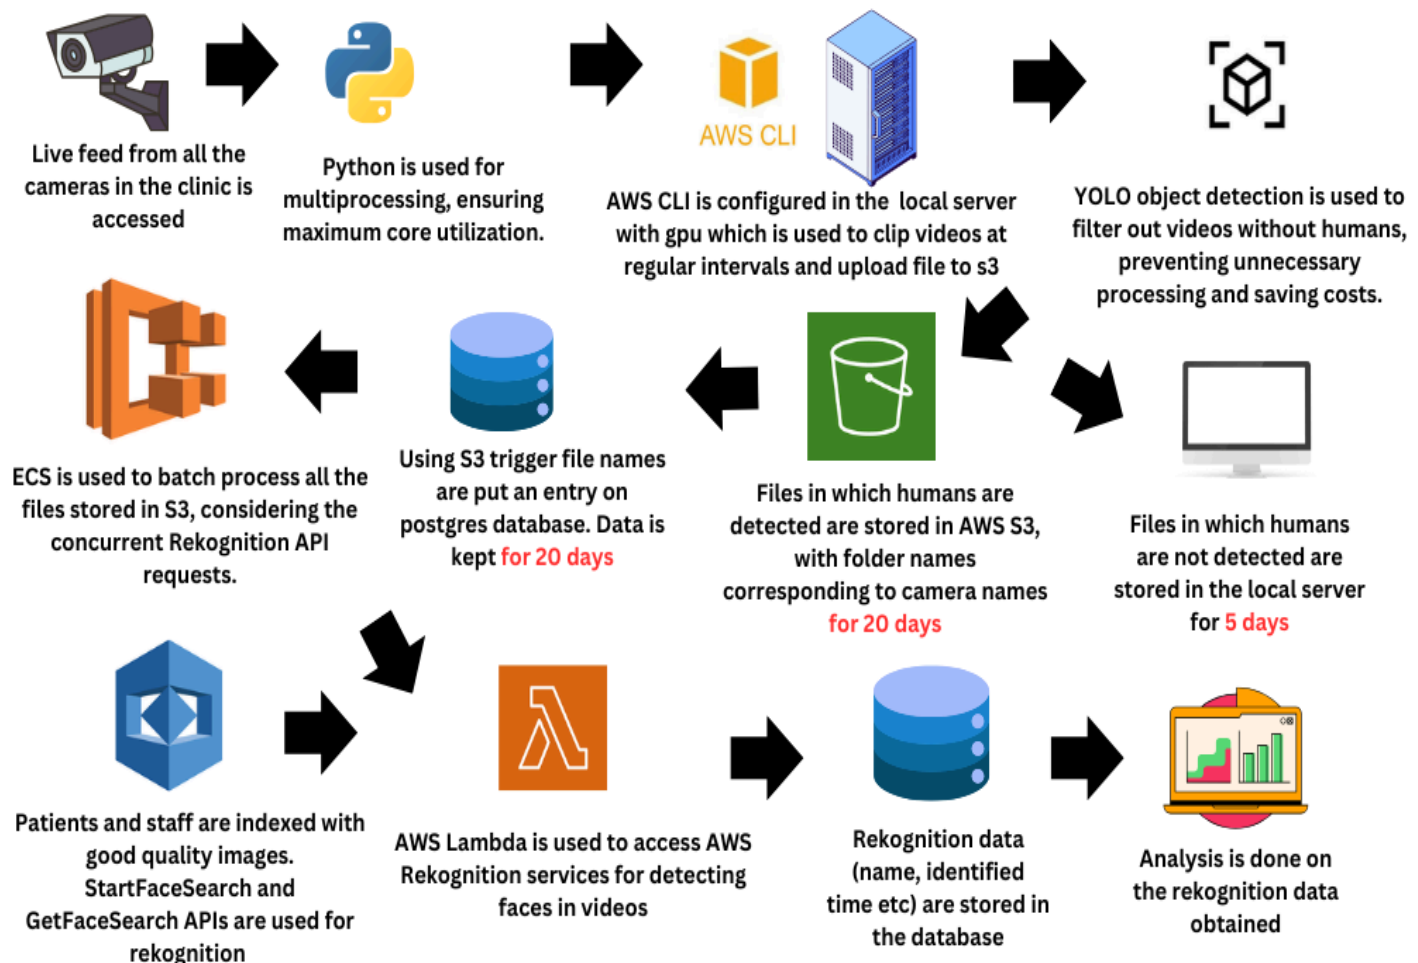 Live feed from all the
cameras in the clinic is
accessed
Python is used for
multiprocessing, ensuring
maximum core utilization.
AWS CLI
AWS CLI is configured in the local server
with gpu which is used to clip videos at
regular intervals and upload file to s3
YOLO object detection is used to
filter out videos without humans,
preventing unnecessary
processing and saving costs.
ECS is used to batch process all the
files stored in S3, considering the
concurrent Rekognition API
requests.
Using S3 trigger file names
are put an entry on
postgres database. Data is
kept for 20 days
Files in which humans are
detected are stored in AWS S3,
with folder names
corresponding to camera names
for 20 days
Files in which humans
are not detected are
stored in the local server
for 5 days
Patients and staff are indexed with
good quality images.
StartFaceSearch and
GetFaceSearch APIs are used for
rekognition
AWS Lambda is used to access AWS
Rekognition services for detecting
faces in videos
Rekognition data
(name, identified
time etc) are stored in
the database
Analysis is done on
the rekognition data
obtained